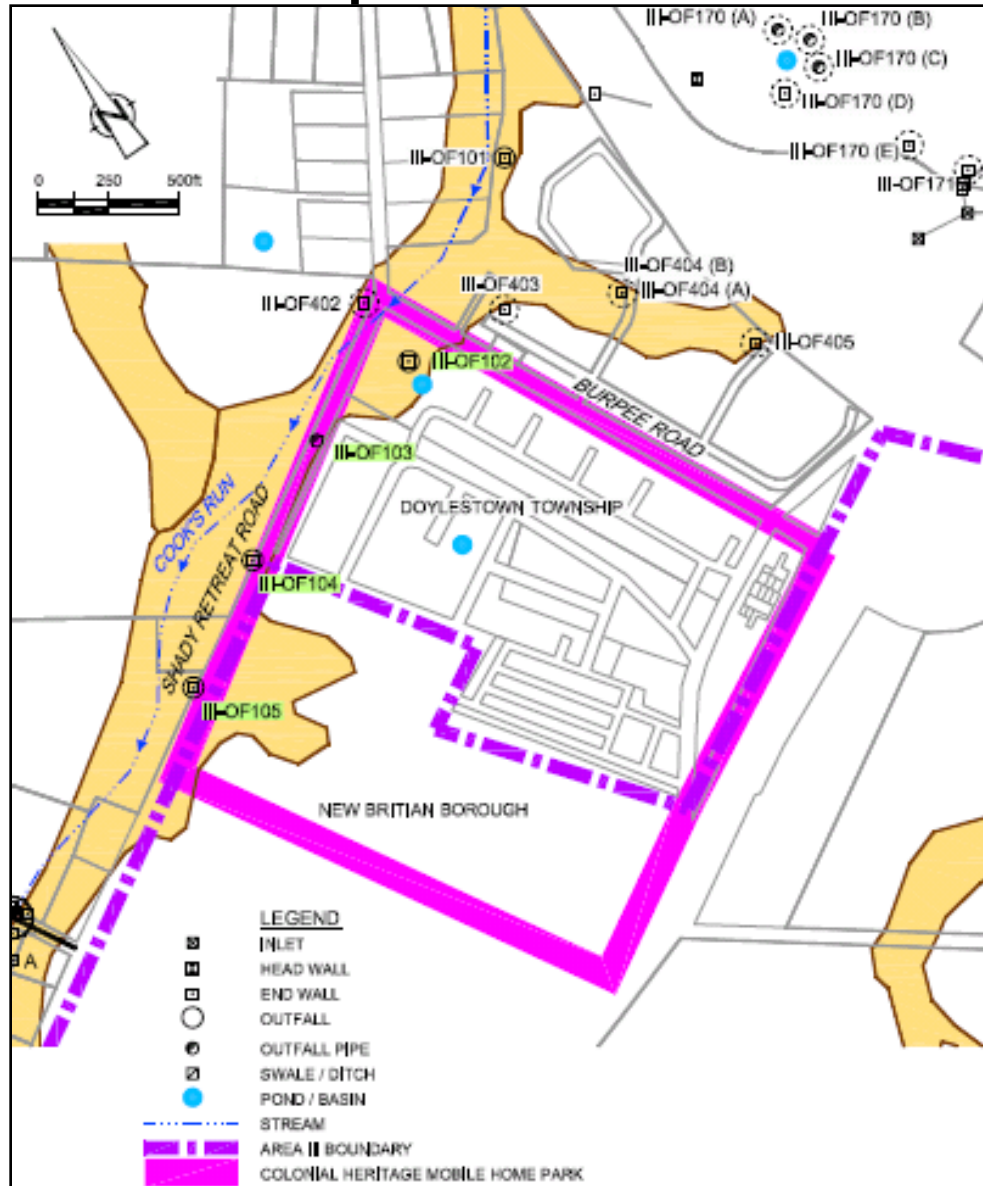 III-OF170 (A)
III-OF170 (B)
III-OF170 (C)
III-OF170 (D)
III-OF170 (E)
III-OF171
N
0 250 500ft
III-OF101
III-OF404 (B)
III-OF404 (A)
III-OF403
III-OF402
III-OF405
III-OF102
BURPEE ROAD
III-OF103
DOYLESTOWN TOWNSHIP
COOK'S RUN
SHADY RETREAT ROAD
III-OF104
III-OF105
NEW BRITIAN BOROUGH
A
LEGEND
INLET
HEAD WALL
END WALL
OUTFALL
OUTFALL PIPE
SWALE / DITCH
POND / BASIN
STREAM
AREA III BOUNDARY
COLONIAL HERITAGE MOBILE HOME PARK